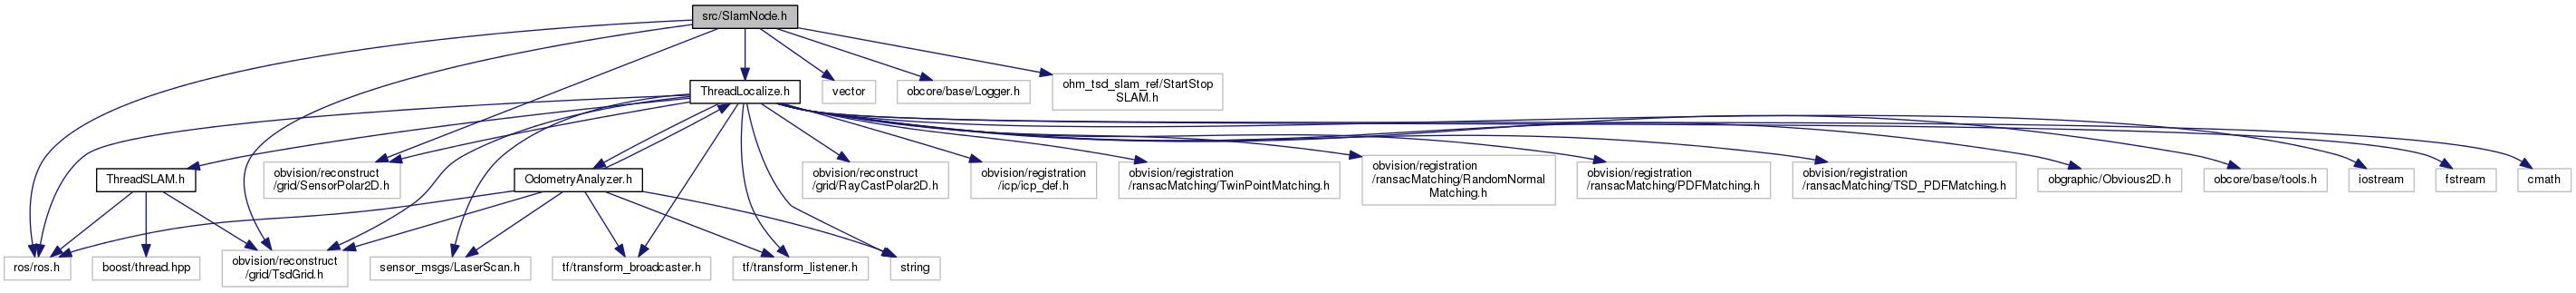 src/SlamNode.h
ThreadLocalize.h
vector
obcore/base/Logger.h
ohm_tsd_slam_ref/StartStop
SLAM.h
ThreadSLAM.h
obvision/reconstruct
/grid/SensorPolar2D.h
OdometryAnalyzer.h
obvision/reconstruct
/grid/RayCastPolar2D.h
obvision/registration
/icp/icp_def.h
obvision/registration
/ransacMatching/TwinPointMatching.h
obvision/registration
/ransacMatching/RandomNormal
Matching.h
obvision/registration
/ransacMatching/PDFMatching.h
obvision/registration
/ransacMatching/TSD_PDFMatching.h
obgraphic/Obvious2D.h
obcore/base/tools.h
iostream
fstream
cmath
ros/ros.h
boost/thread.hpp
obvision/reconstruct
/grid/TsdGrid.h
sensor_msgs/LaserScan.h
tf/transform_broadcaster.h
tf/transform_listener.h
string